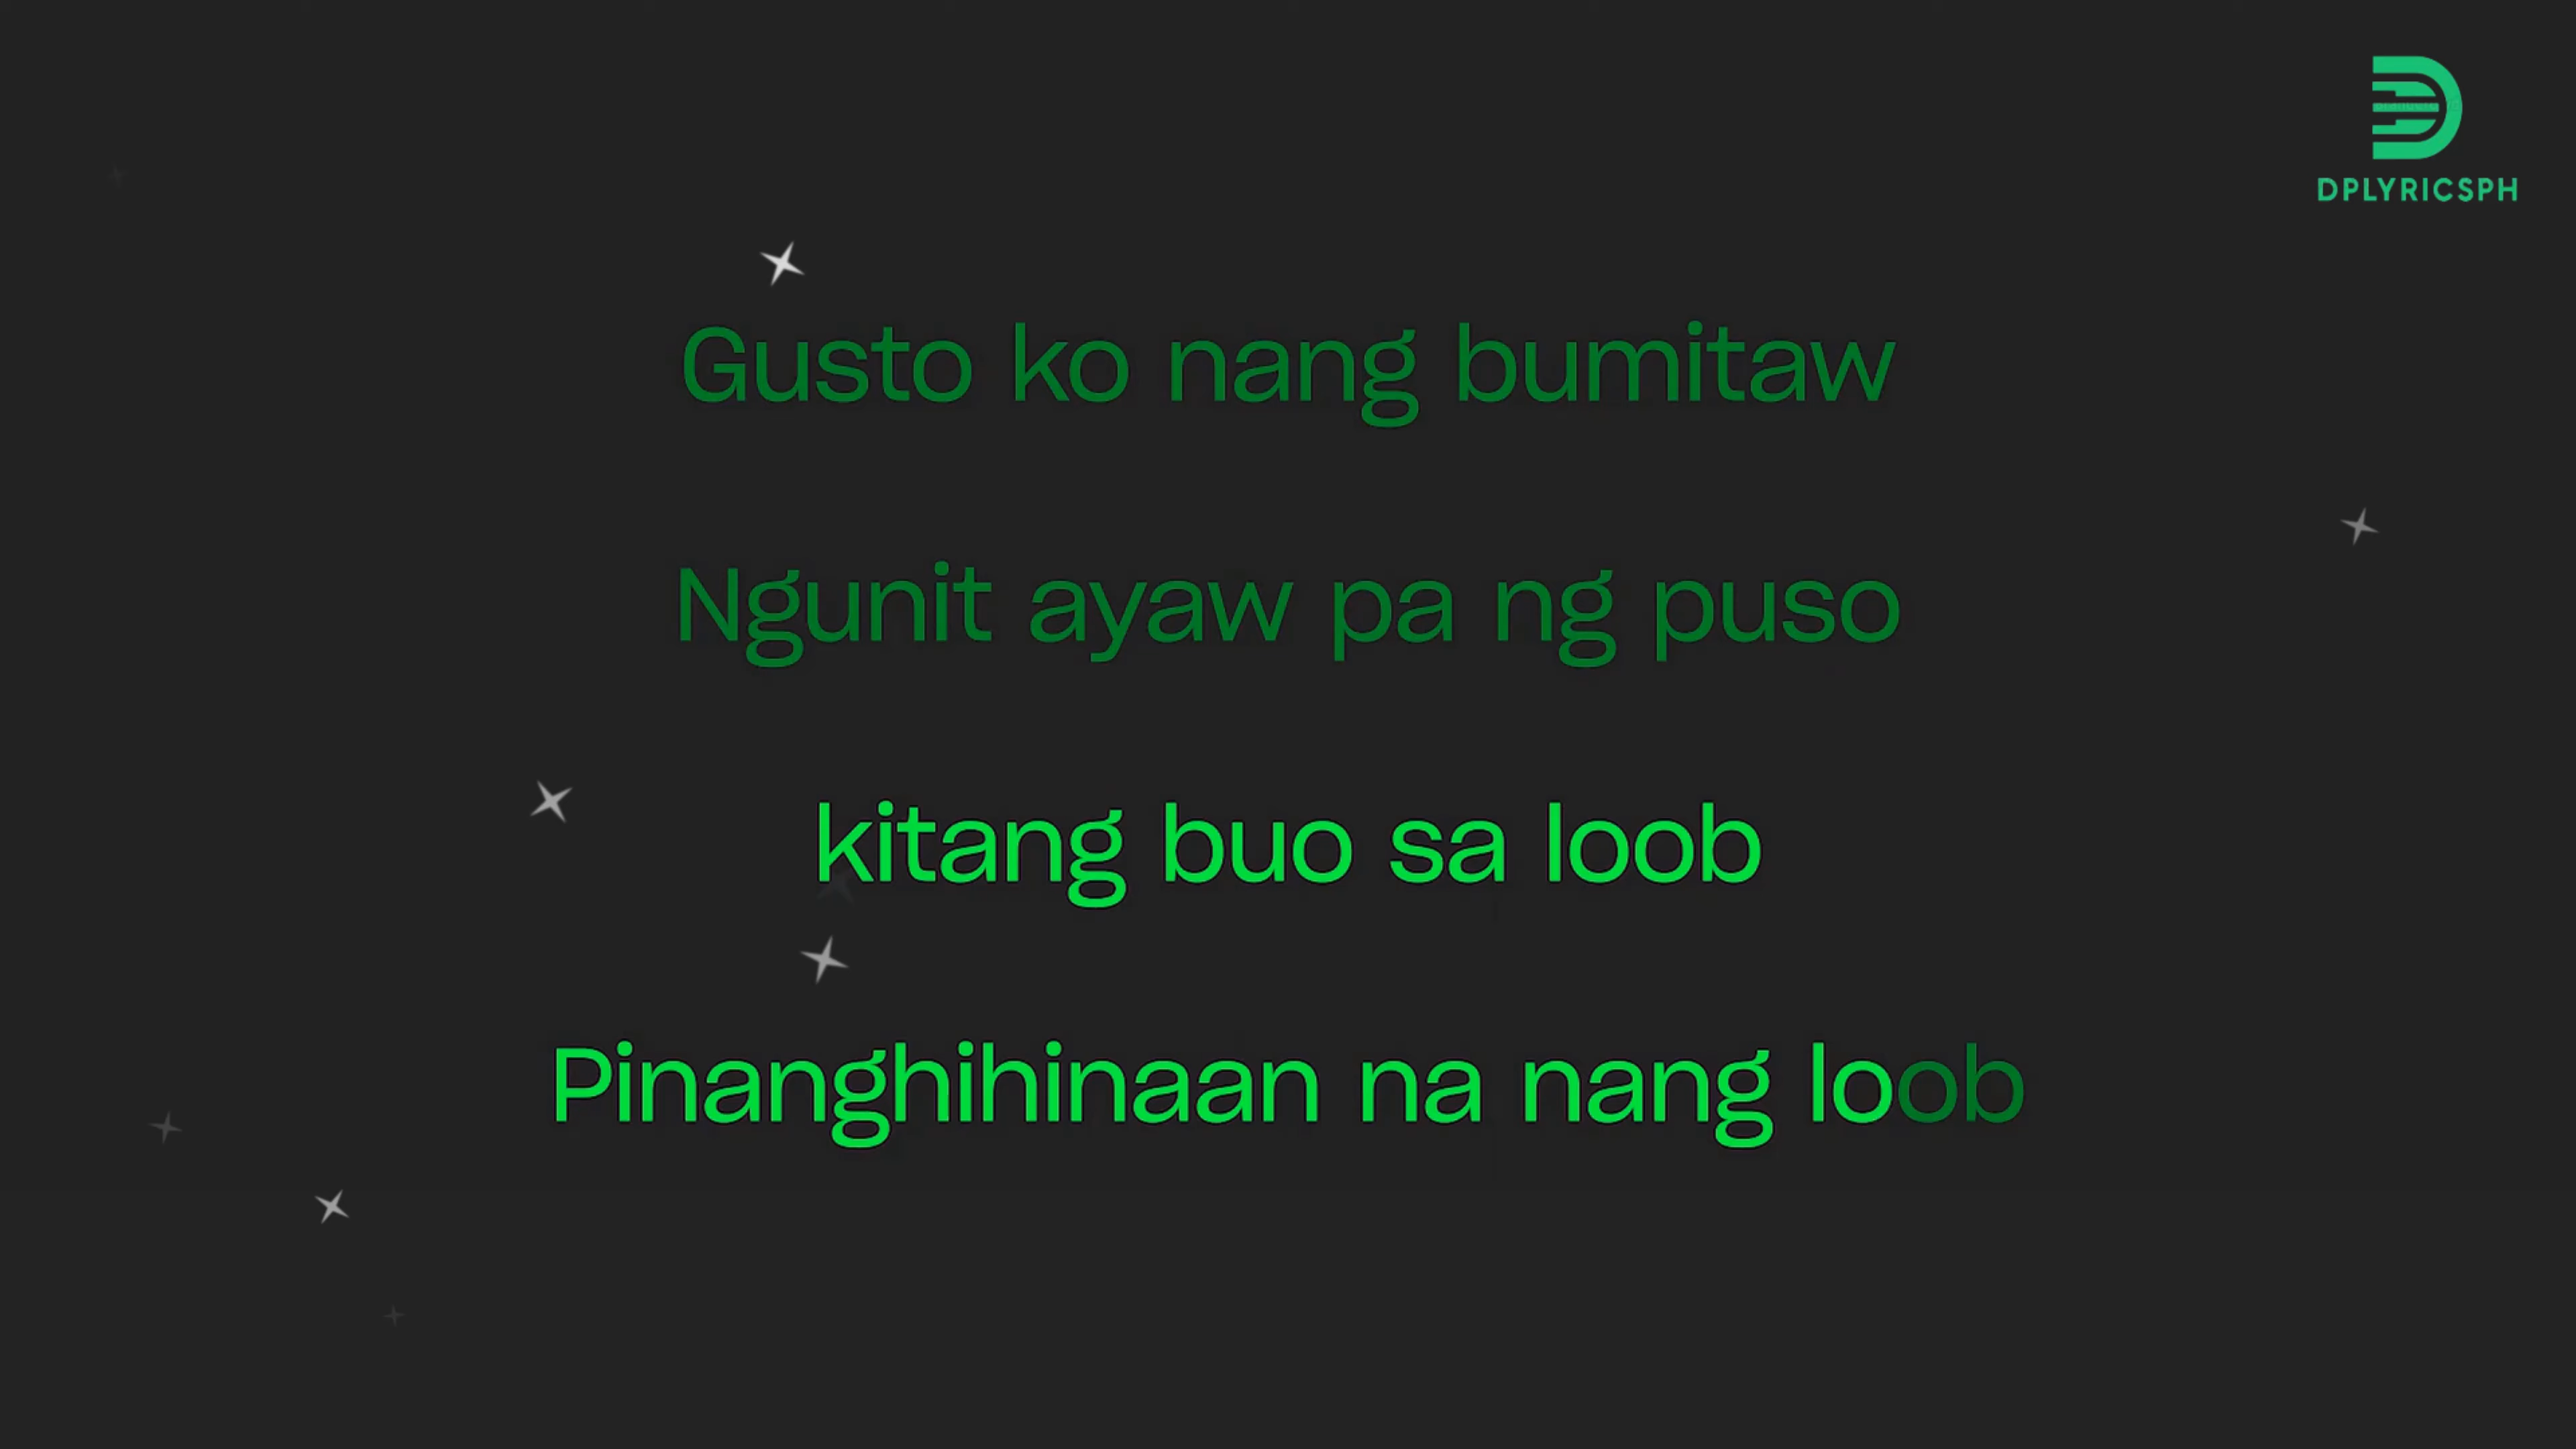 DPLYRICSPH
Gusto ko nang bumitaw
Ngunit ayaw pa ng puso
kitang buo sa loob
Pinanghihinaan na nang loob